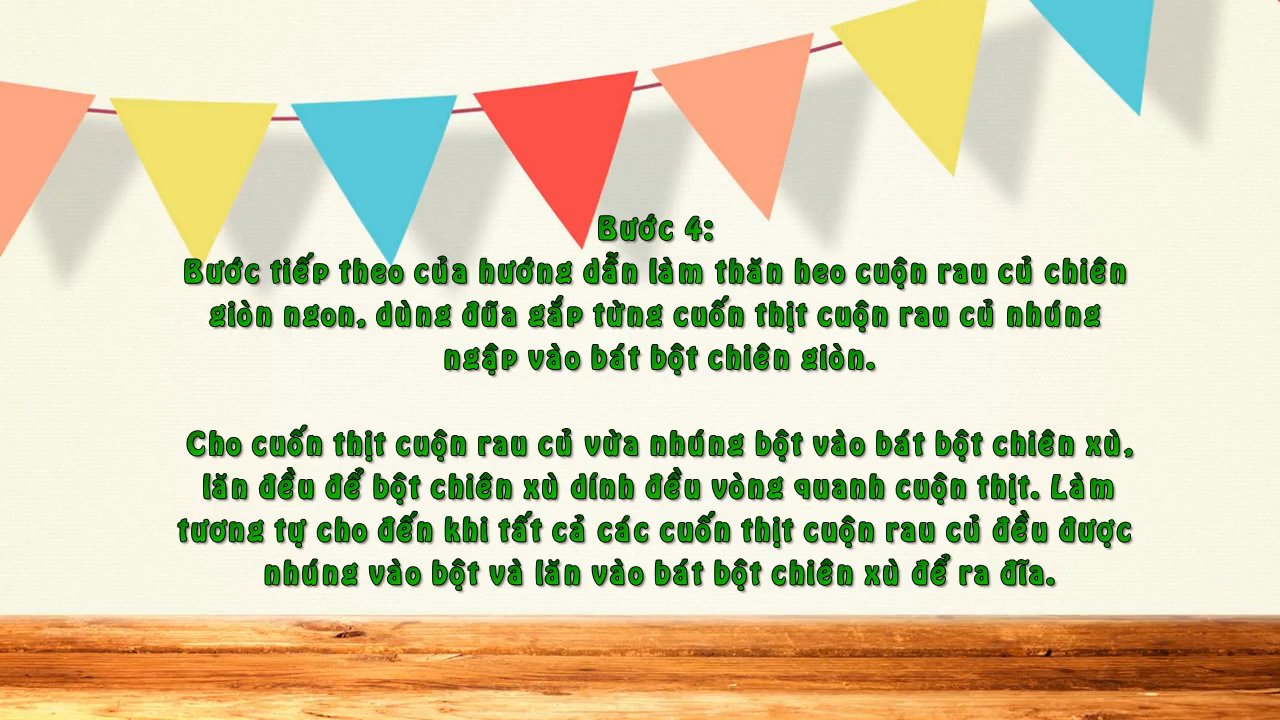 Bước 4:
Bước tiếp theo của hướng dẫn làm thăn heo cuộn rau củ chiên
giòn ngon, dùng đũa gắp từng cuốn thịt cuộn rau củ nhúng
ngập vào bát bột chiên giòn.
Cho cuốn thịt cuộn rau củ vừa nhúng bột vào bát bột chiên xù,
lăn đều để bột chiên xù dính đều vòng quanh cuộn thịt. Làm
tương tự cho đến khi tất cả các cuốn thịt cuộn rau củ đều được
nhúng vào bột và lăn vào bát bột chiên xù để ra đĩa.